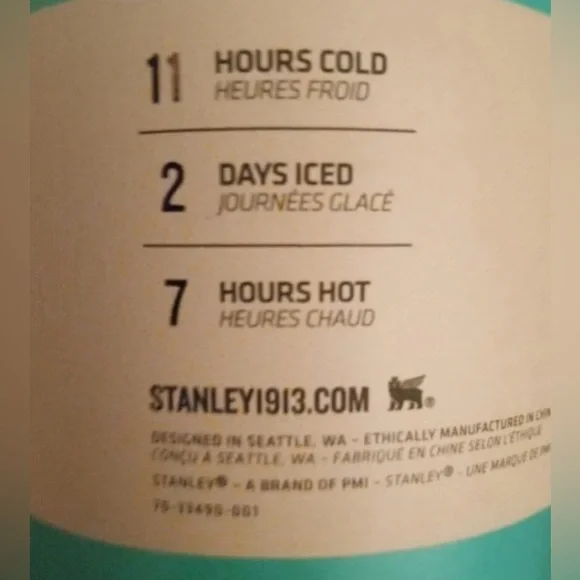 11 HOURS COLD
HEURES FROID
2 DAYS ICED
JOURNÉES GLACÉ
7 HOURS HOT
HEURES CHAUD
STANLEY1913.COM ®
DESIGNED IN SEATTLE, WA - ETHICALLY MANUFACTURED IN
CONÇU À SEATTLE, WA - FABRIQUÉ EN CHINE SELON L'ÉTHIQUE
STANLEY® - A BRAND OF PMI - STANLEY® - UNE MARQUE DE